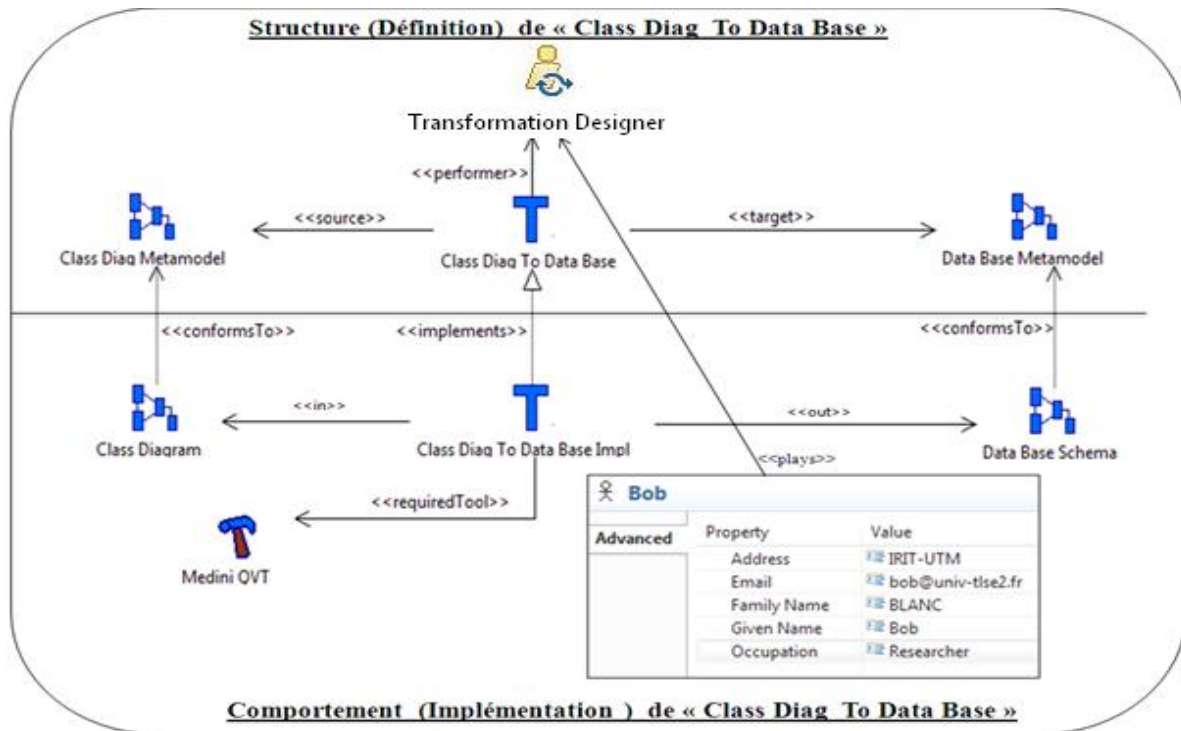 Structure (Définition) de « Class Diag To Data Base »
Transformation Designer
<<performer>>
<<source>>
<<target>>
Class Diag Metamodel
Class Diag To Data Base
Data Base Metamodel
<<conformsTo>>
<<implements>>
<<conformsTo>>
<<in>>
<<out>>
Class Diagram
Class Diag To Data Base Impl
Data Base Schema
<<plays>>
<<requiredTool>>
Medini QVT
Bob
Advanced
Property Value
Address IRIT-UTM
Email bob@univ-tlse2.fr
Family Name BLANC
Given Name Bob
Occupation Researcher
Comportement (Implémentation ) de « Class Diag To Data Base »